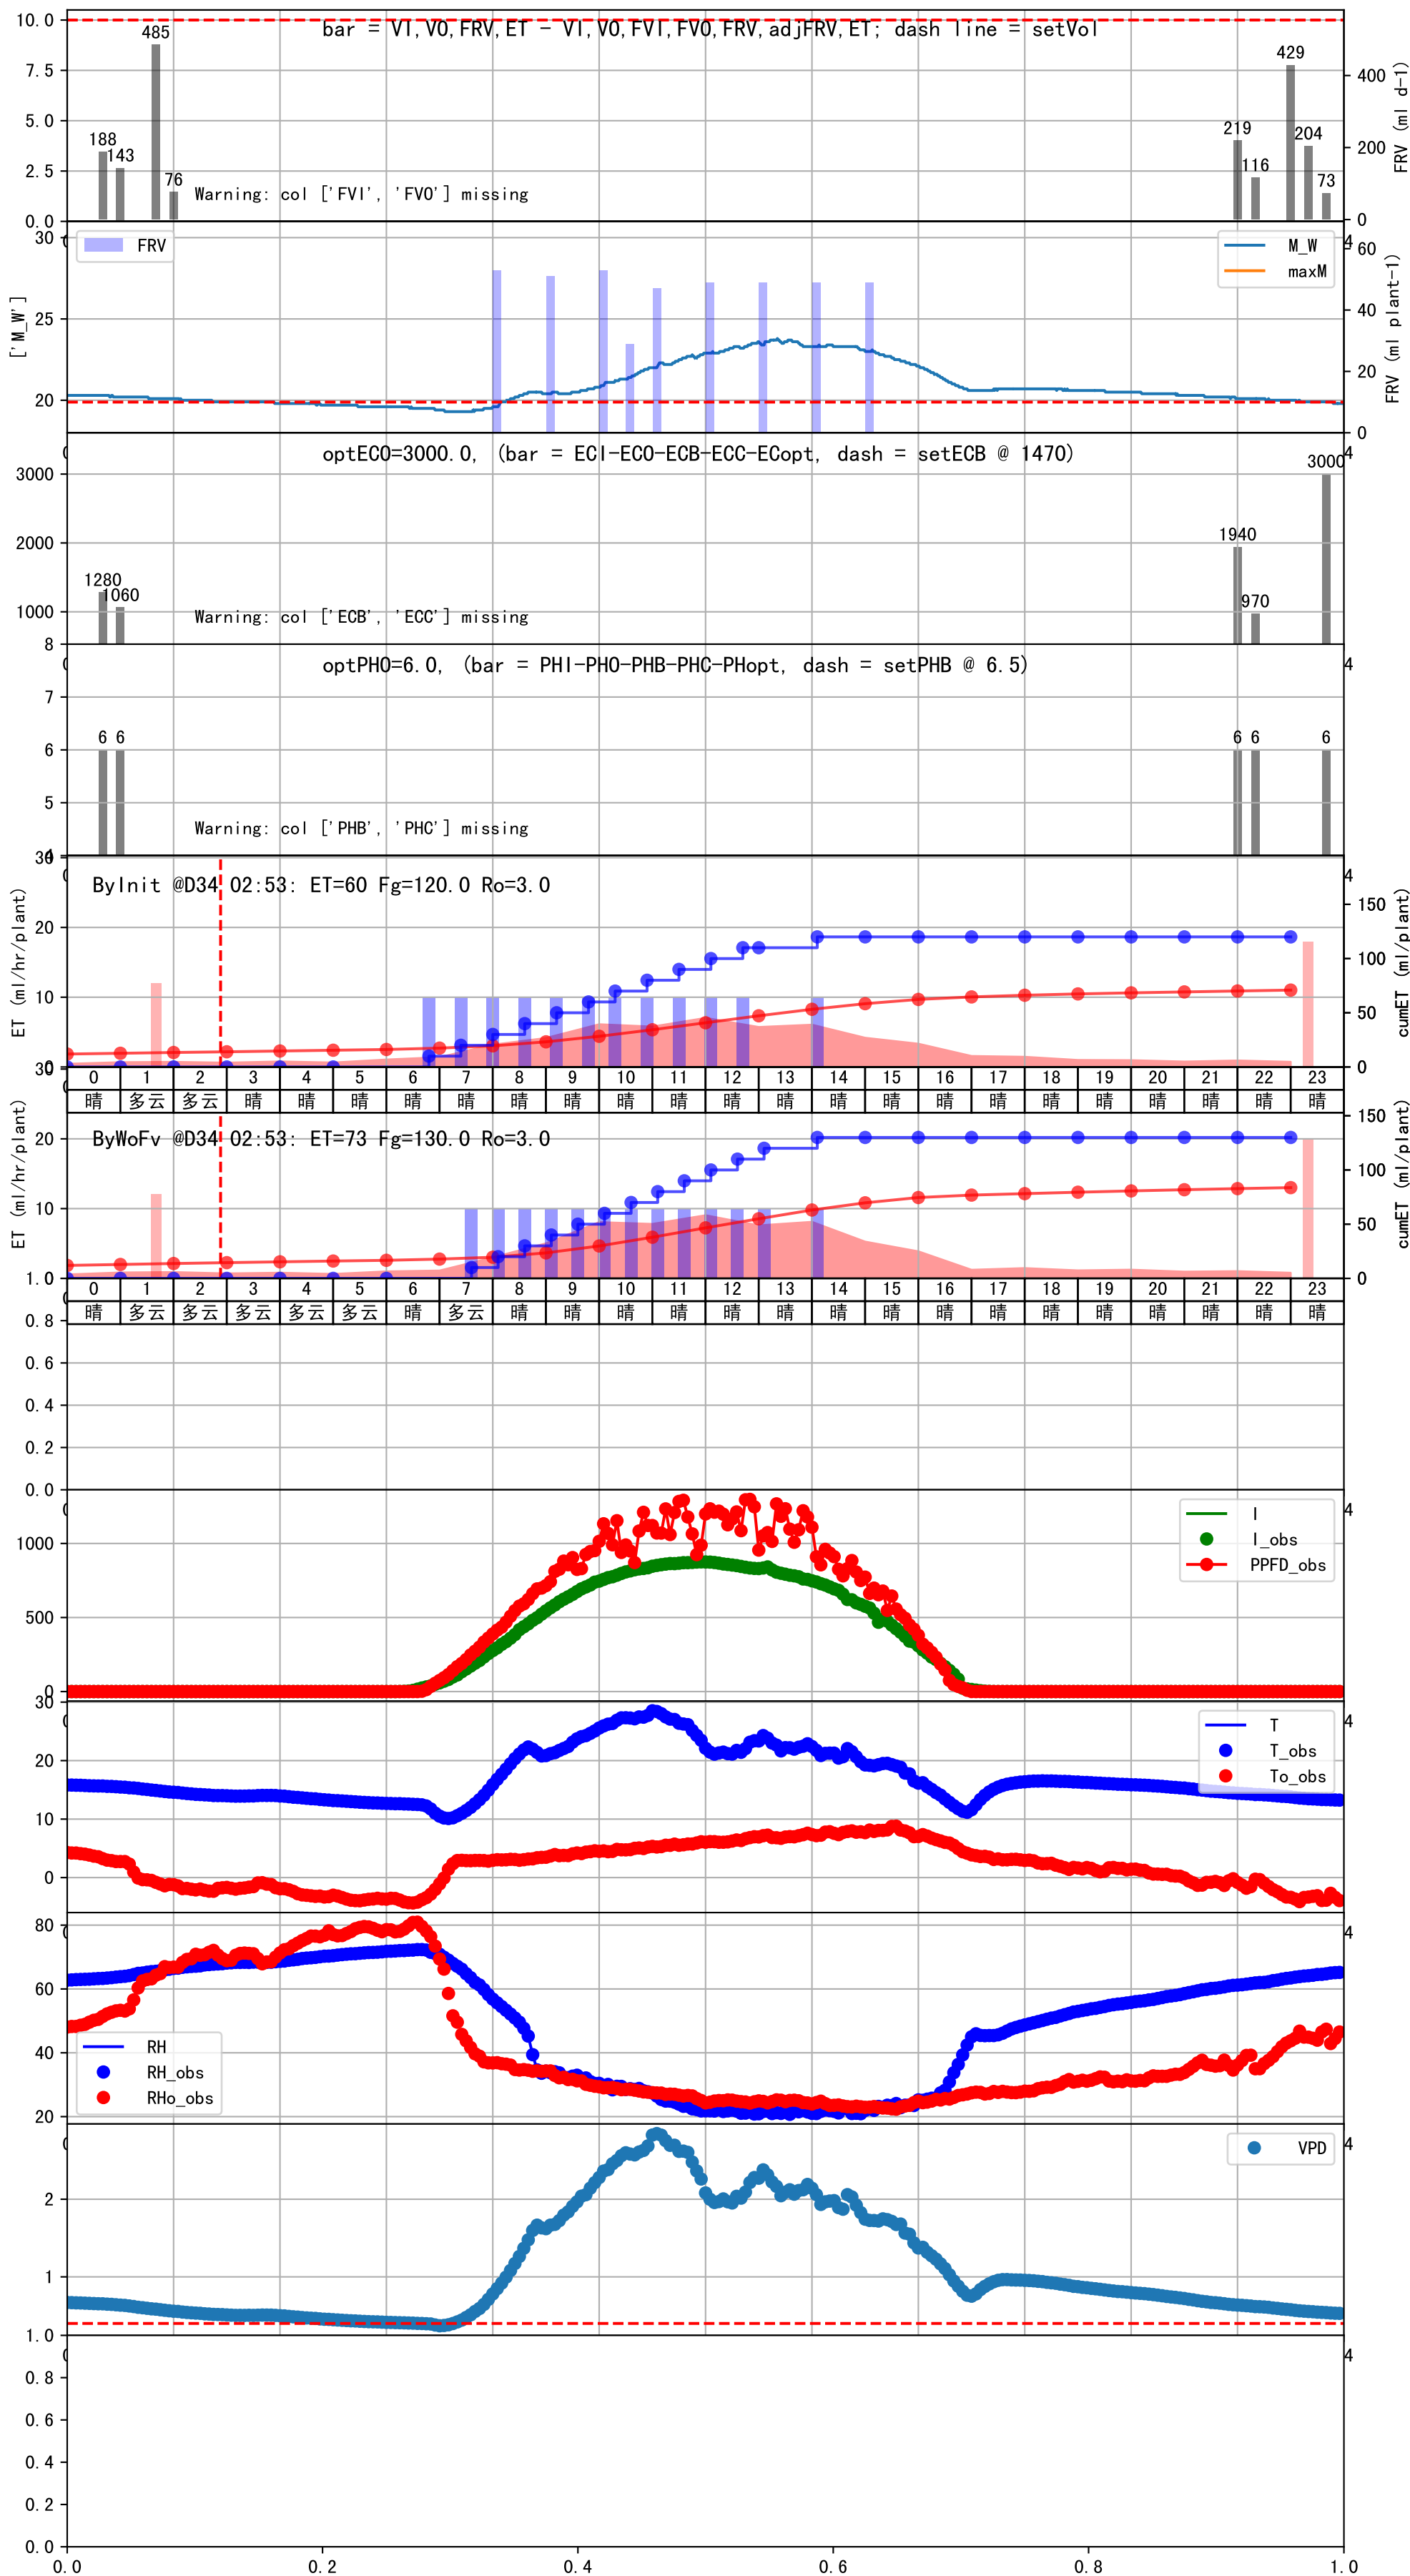 bar = VI,VO,FRV,ET - VI,VO,FVI,FVO,FRV,adjFRV,ET; dash line = setVol
10.0
7.5
5.0
2.5
0.0
188
143
485
76
219
116
429
204
73
Warning: col ['FVI', 'FVO'] missing
400
200
0
FRV (ml d-1)
FRV
M_W
maxM
30
25
20
['M_W']
4
60
40
20
0
FRV (ml plant-1)
optECO=3000.0, (bar = ECI-ECO-ECB-ECC-ECopt, dash = setECB @ 1470)
4
3000
2000
1000
1280
1060
1940
970
3000
Warning: col ['ECB', 'ECC'] missing
optPHO=6.0, (bar = PHI-PHO-PHB-PHC-PHopt, dash = setPHB @ 6.5)
4
8
7
6
5
4
6 6
6 6
6
Warning: col ['PHB', 'PHC'] missing
ByInit @D34 02:53: ET=60 Fg=120.0 Ro=3.0
4
30
20
10
0
ET (ml/hr/plant)
150
100
50
0
cumET (ml/plant)
0 1 2 3 4 5 6 7 8 9 10 11 12 13 14 15 16 17 18 19 20 21 22 23
晴 多云 多云 晴 晴 晴 晴 晴 晴 晴 晴 晴 晴 晴 晴 晴 晴 晴 晴 晴 晴 晴 晴 晴
ByWoFv @D34 02:53: ET=73 Fg=130.0 Ro=3.0
30
20
10
ET (ml/hr/plant)
150
100
50
0
cumET (ml/plant)
0 1 2 3 4 5 6 7 8 9 10 11 12 13 14 15 16 17 18 19 20 21 22 23
晴 多云 多云 多云 多云 多云 晴 多云 晴 晴 晴 晴 晴 晴 晴 晴 晴 晴 晴 晴 晴 晴 晴 晴
1.0
0.8
0.6
0.4
0.2
0.0
4
1000
500
0
I
I_obs
PPFD_obs
4
30
20
10
0
T
T_obs
To_obs
4
80
60
40
20
RH
RH_obs
RHo_obs
4
2
1
VPD
4
1.0
0.8
0.6
0.4
0.2
0.0
0.0 0.2 0.4 0.6 0.8 1.0